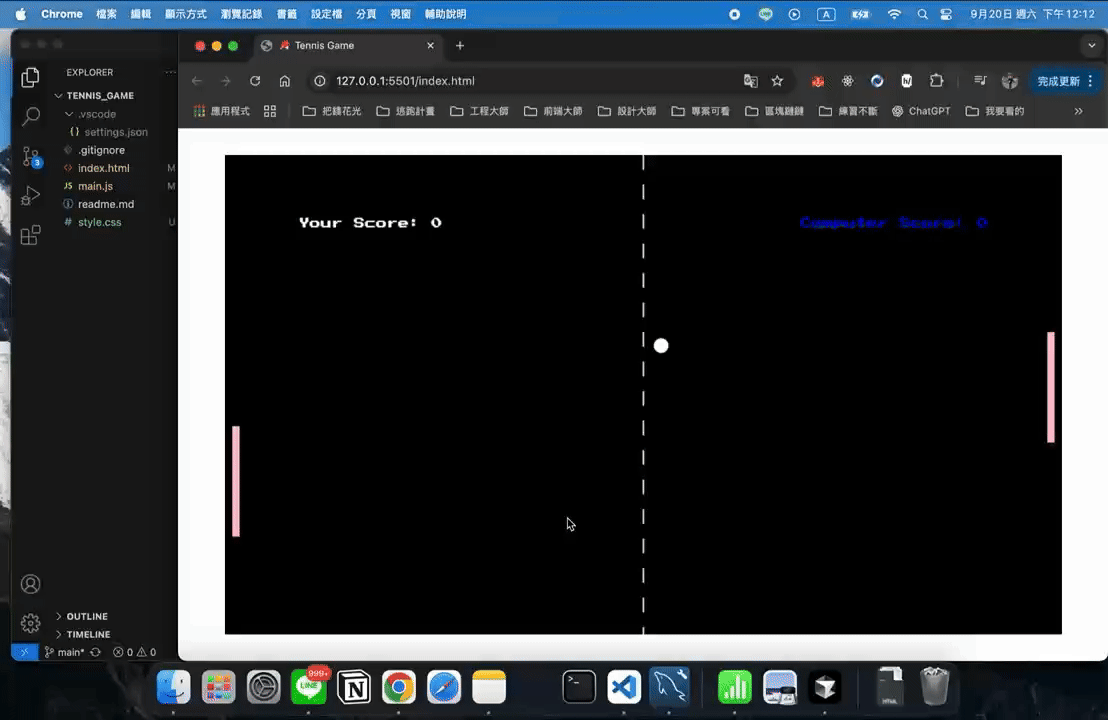 Chrome 檔案 編輯 顯示方式 瀏覽記錄 書籤 設定檔 分頁 視窗 輔助說明 A 9月20日 週六 下午12:12
Tennis Game
127.0.0.1:5501/index.html
完成更新
應用程式 把錢花光 逃跑計畫 工程大師 前端大師 設計大師 專案可看 區塊鏈鏈 練習不斷 ChatGPT 我要看的
EXPLORER
TENNIS_GAME
.vscode
{} settings.json
.gitignore
<> index.html M
JS main.js M
readme.md
# style.css U
3
Your Score: 0
Computer Score: 0
OUTLINE
TIMELINE
main* 0 0
999+
LINE
N
HTML